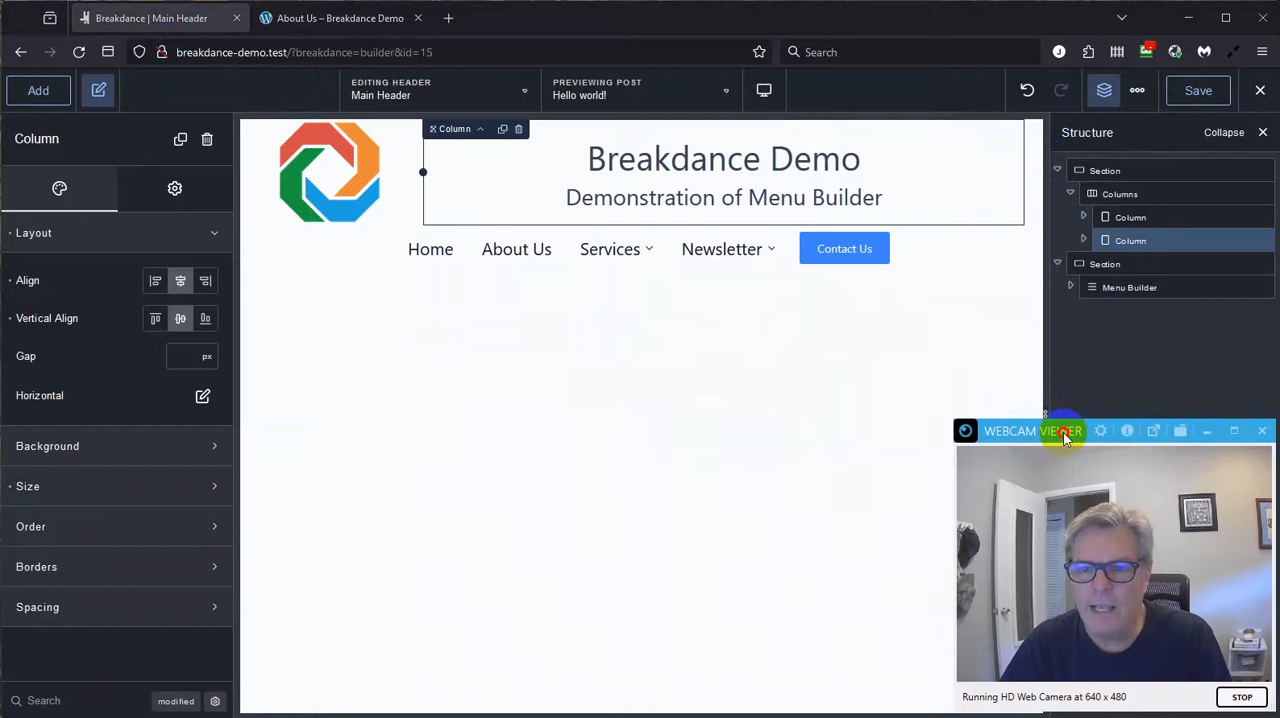 Breakdance | Main Header
About Us – Breakdance Demo
breakdance-demo.test/?breakdance=builder&id=15
Search
Add
EDITING HEADER
Main Header
PREVIEWING POST
Hello world!
Save
Column
Layout
Align
Vertical Align
Gap
px
Horizontal
Background
Size
Order
Borders
Spacing
Search
modified
Column
Breakdance Demo
Demonstration of Menu Builder
Home
About Us
Services
Newsletter
Contact Us
Structure
Collapse
Section
Columns
Column
Column
Section
Menu Builder
WEBCAM VIEWER
Running HD Web Camera at 640 x 480
STOP